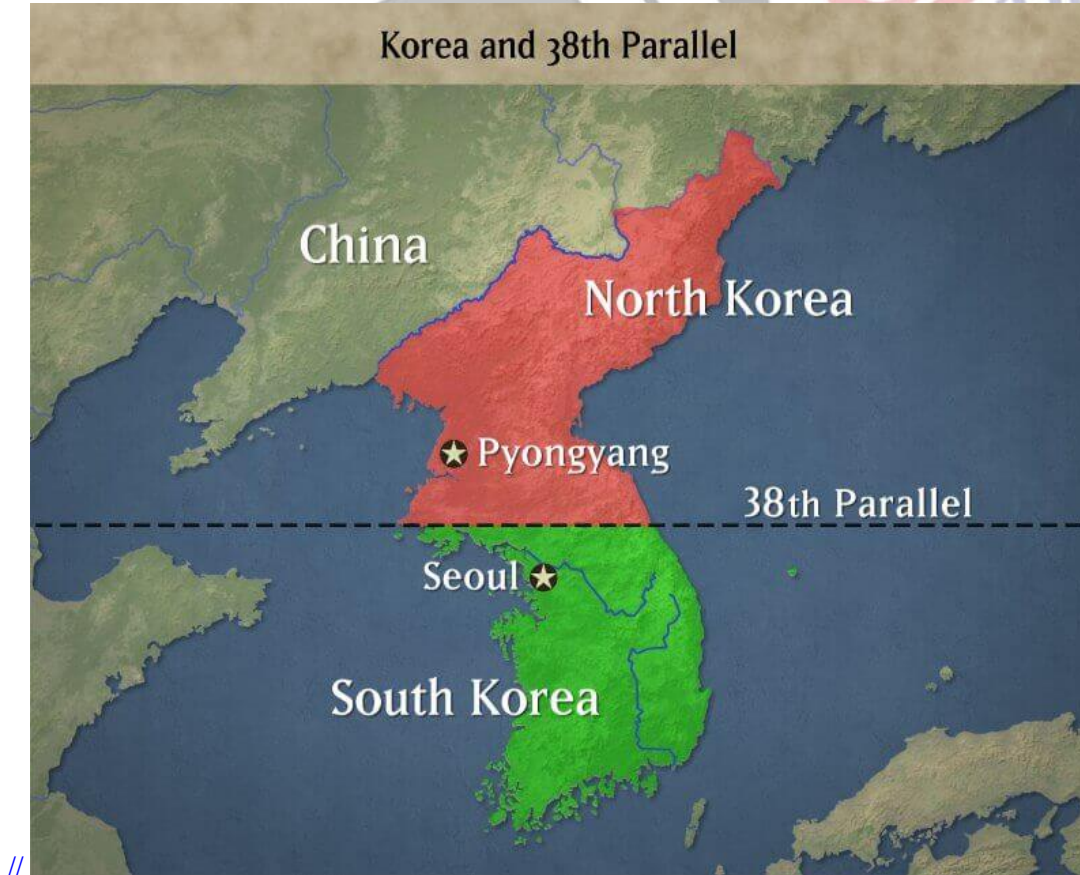 Korea and 38th Parallel
China
North Korea
Pyongyang
38th Parallel
Seoul
South Korea
//